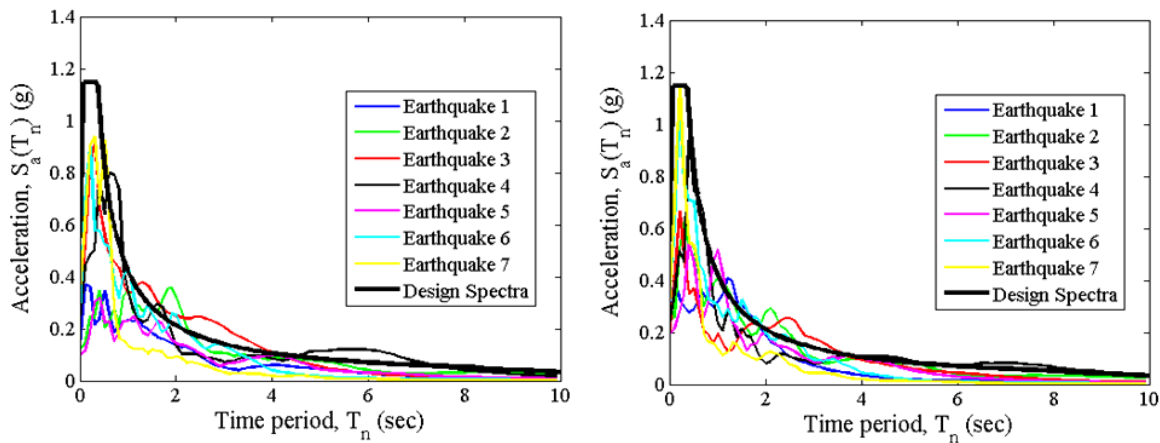 1.4
1.2
1
0.8
0.6
0.4
0.2
0
0 2 4 6 8 10
Acceleration, S_a(T_n) (g)
Time period, T_n (sec)
Earthquake 1
Earthquake 2
Earthquake 3
Earthquake 4
Earthquake 5
Earthquake 6
Earthquake 7
Design Spectra
1.4
1.2
1
0.8
0.6
0.4
0.2
0
0 2 4 6 8 10
Acceleration, S_a(T_n) (g)
Time period, T_n (sec)
Earthquake 1
Earthquake 2
Earthquake 3
Earthquake 4
Earthquake 5
Earthquake 6
Earthquake 7
Design Spectra